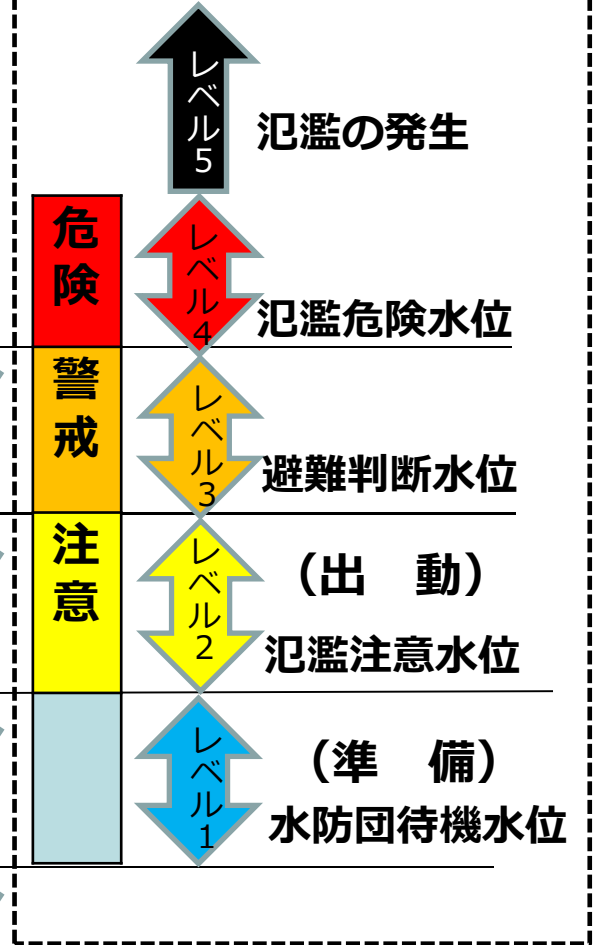 レベル5
氾濫の発生
危険
レベル4
氾濫危険水位
警戒
レベル3
避難判断水位
注意
レベル2
（出　動）
氾濫注意水位
レベル1
（準　備）
水防団待機水位